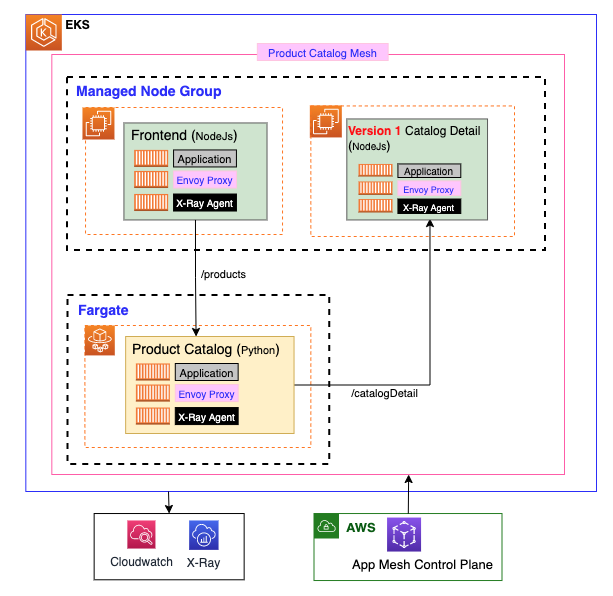 EKS
Product Catalog Mesh
Managed Node Group
Frontend (NodeJs)
Application
Envoy Proxy
X-Ray Agent
Version 1 Catalog Detail
(NodeJs)
Application
Envoy Proxy
X-Ray Agent
/products
Fargate
Product Catalog (Python)
Application
Envoy Proxy
X-Ray Agent
/catalogDetail
Cloudwatch
X-Ray
AWS
App Mesh Control Plane